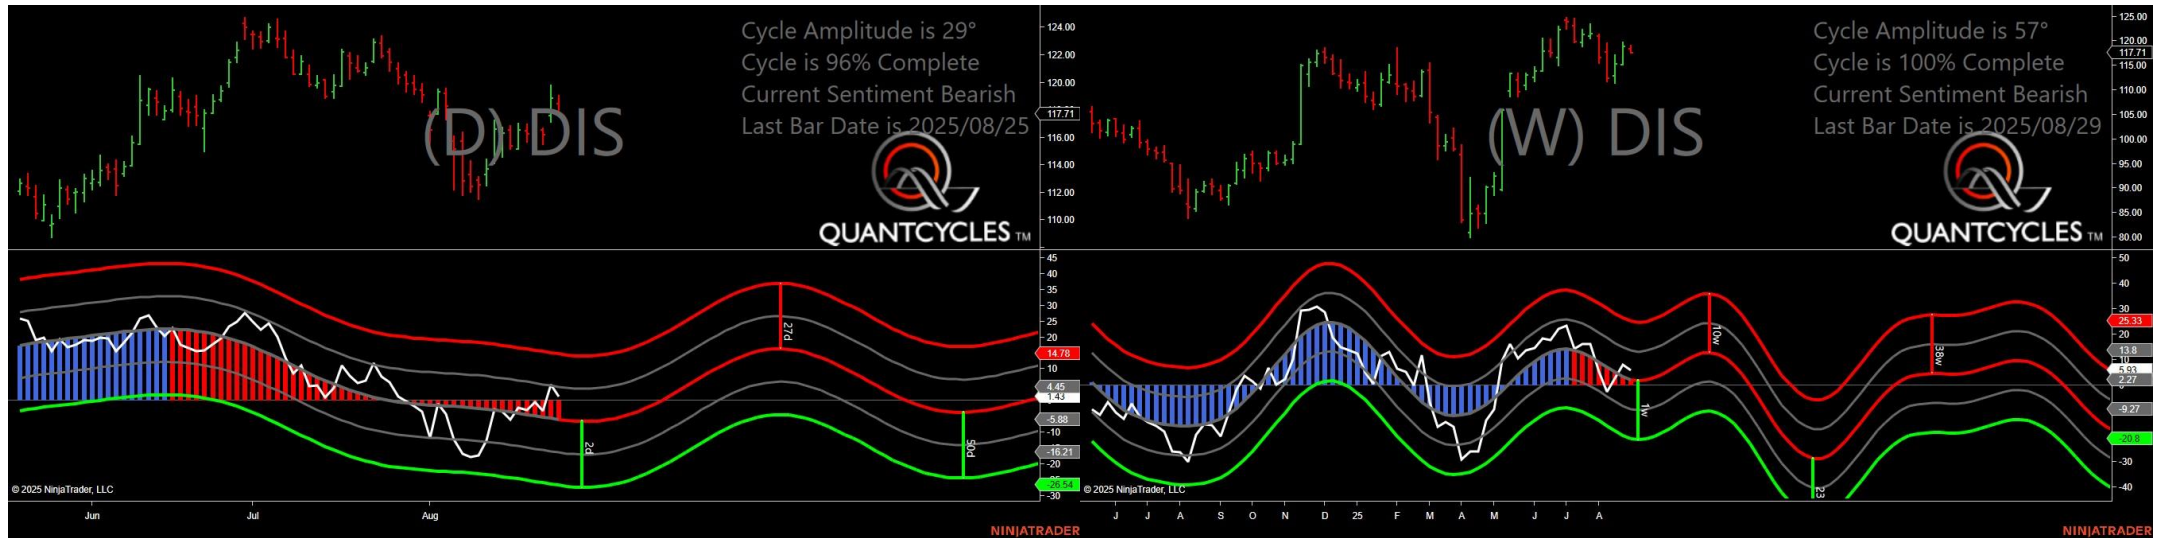 Cycle Amplitude is 29°
Cycle is 96% Complete
Current Sentiment Bearish
Last Bar Date is 2025/08/25
(D) DIS
QUANTCYCLES TM
124.00
122.00
120.00
117.71
116.00
114.00
112.00
110.00
45
40
35
30
25
20
14.78
10
4.45
1.43
-5.88
-10
-16.21
-20
-26.54
-30
27d
2d
50d
© 2025 NinjaTrader, LLC
Jun Jul Aug
NINJATRADER
Cycle Amplitude is 57°
Cycle is 100% Complete
Current Sentiment Bearish
Last Bar Date is 2025/08/29
(W) DIS
QUANTCYCLES TM
125.00
120.00
117.71
115.00
110.00
105.00
100.00
95.00
90.00
85.00
80.00
50
40
30
25.33
20
13.8
10
5.93
2.27
-9.27
-20.8
-30
-40
10w
1w
23
38w
© 2025 NinjaTrader, LLC
J J A S O N D 25 F M A M J J A
NINJATRADER